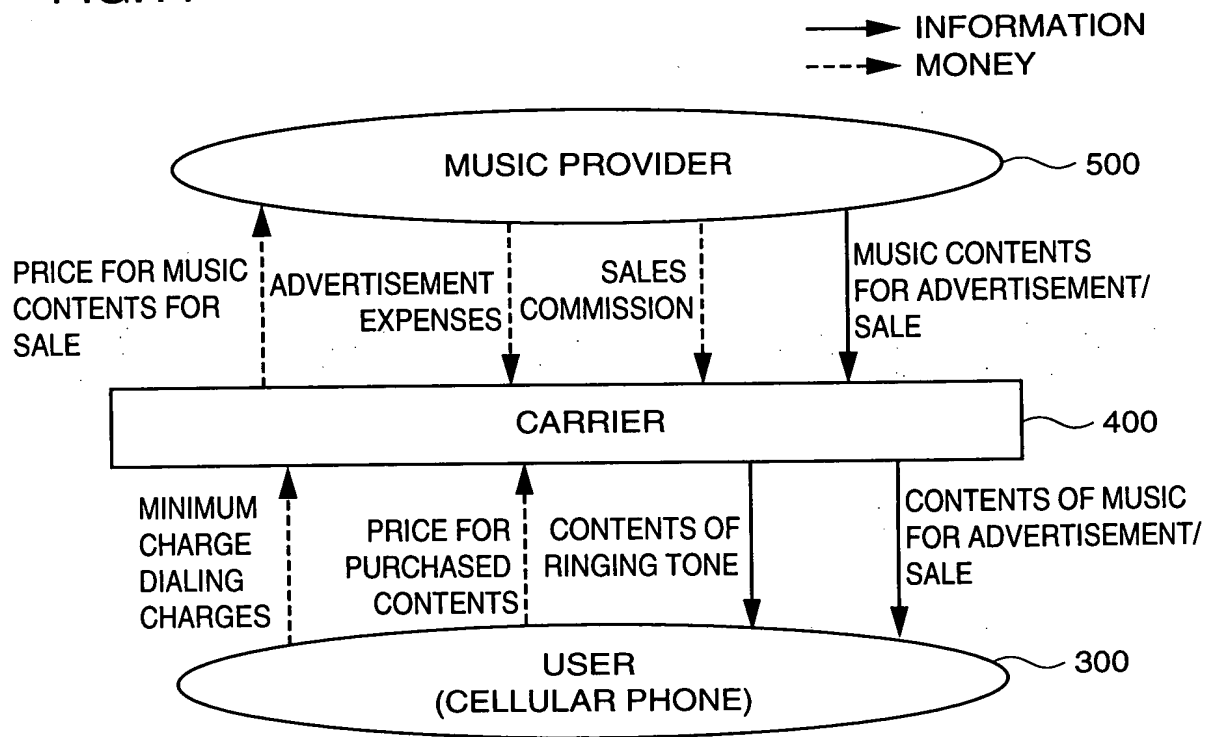 INFORMATION
MONEY
MUSIC PROVIDER
500
PRICE FOR MUSIC
CONTENTS FOR
SALE
ADVERTISEMENT
EXPENSES
SALES
COMMISSION
MUSIC CONTENTS
FOR ADVERTISEMENT/
SALE
CARRIER
400
MINIMUM
CHARGE
DIALING
CHARGES
PRICE FOR
PURCHASED
CONTENTS
CONTENTS OF
RINGING TONE
CONTENTS OF MUSIC
FOR ADVERTISEMENT/
SALE
USER
(CELLULAR PHONE)
300